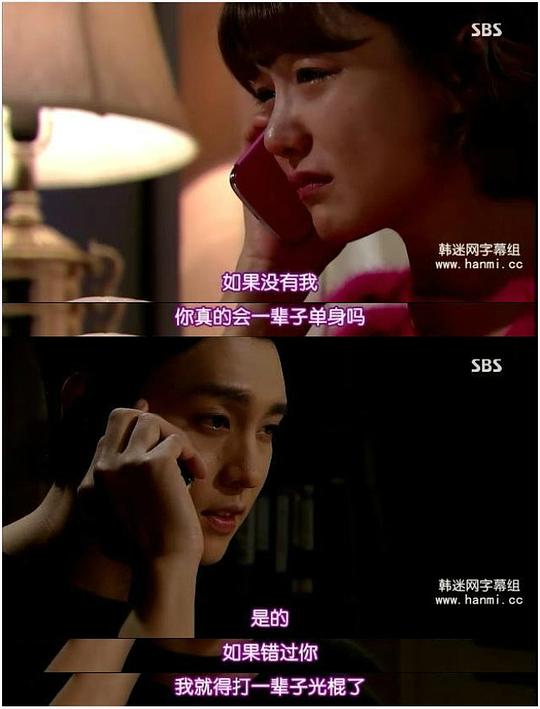 SBS
韩迷网字幕组
www.hanmi.cc
如果没有我
你真的会一辈子单身吗
SBS
韩迷网字幕组
www.hanmi.cc
是的
如果错过你
我就得打一辈子光棍了